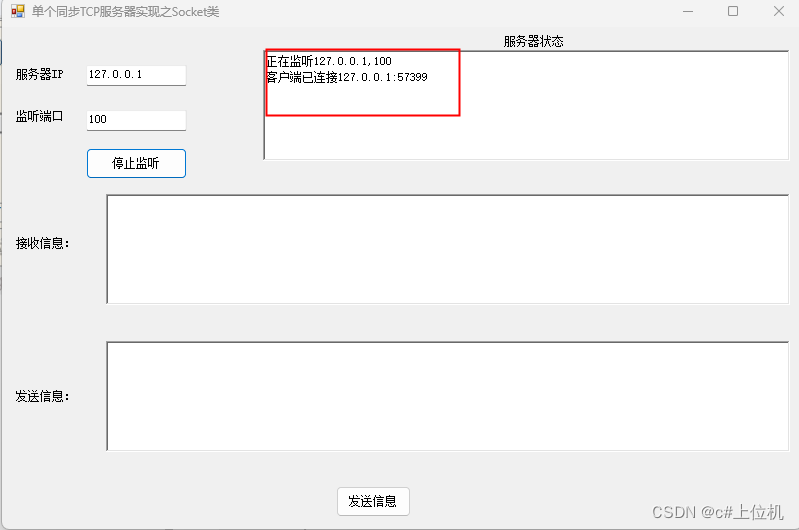 单个同步TCP服务器实现之Socket类
服务器状态
服务器IP
127.0.0.1
正在监听127.0.0.1,100
客户端已连接127.0.0.1:57399
监听端口
100
停止监听
接收信息:
发送信息:
发送信息
CSDN @c#上位机